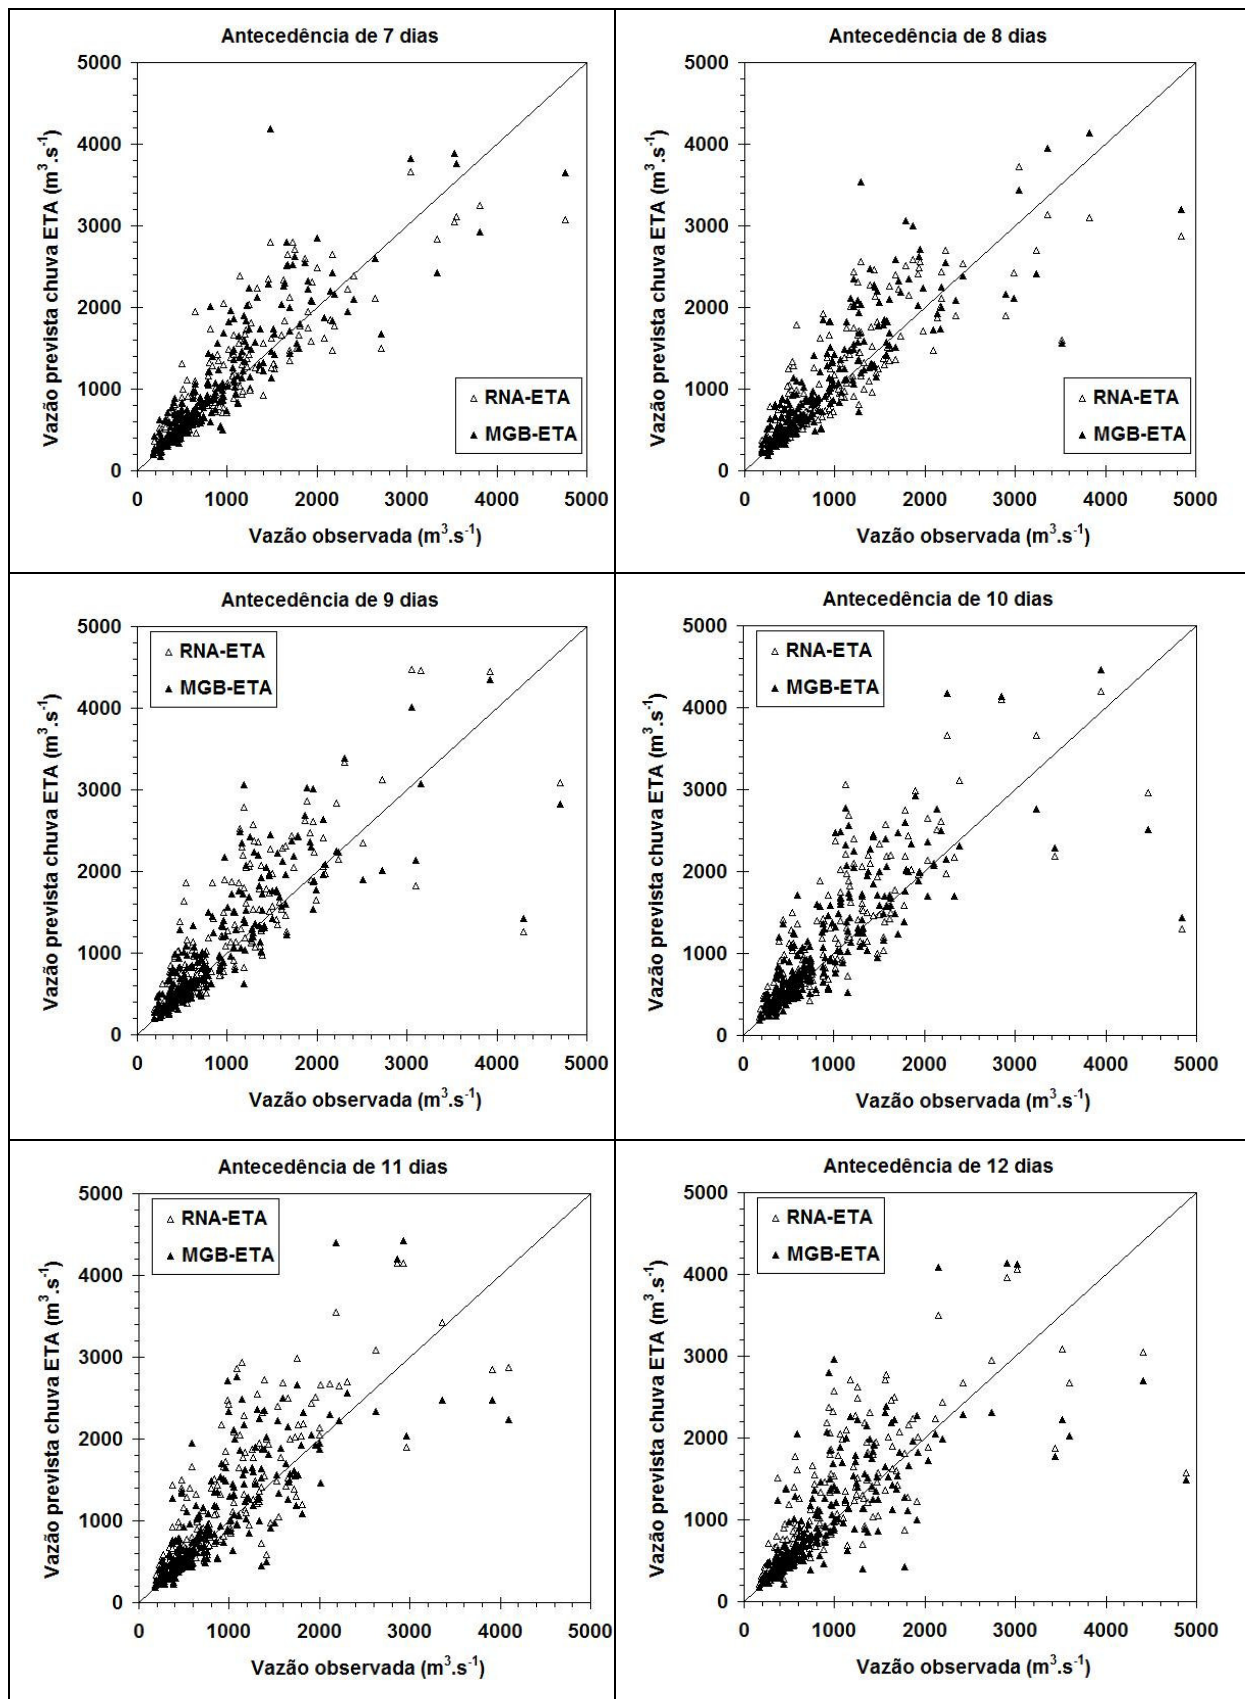 Antecedência de 7 dias
Vazão prevista chuva ETA (m³.s⁻¹)
5000
4000
3000
2000
1000
0
RNA-ETA
MGB-ETA
0 1000 2000 3000 4000 5000
Vazão observada (m³.s⁻¹)
Antecedência de 8 dias
Vazão prevista chuva ETA (m³.s⁻¹)
5000
4000
3000
2000
1000
0
RNA-ETA
MGB-ETA
0 1000 2000 3000 4000 5000
Vazão observada (m³.s⁻¹)
Antecedência de 9 dias
Vazão prevista chuva ETA (m³.s⁻¹)
5000
4000
3000
2000
1000
0
RNA-ETA
MGB-ETA
0 1000 2000 3000 4000 5000
Vazão observada (m³.s⁻¹)
Antecedência de 10 dias
Vazão prevista chuva ETA (m³.s⁻¹)
5000
4000
3000
2000
1000
0
RNA-ETA
MGB-ETA
0 1000 2000 3000 4000 5000
Vazão observada (m³.s⁻¹)
Antecedência de 11 dias
Vazão prevista chuva ETA (m³.s⁻¹)
5000
4000
3000
2000
1000
0
RNA-ETA
MGB-ETA
0 1000 2000 3000 4000 5000
Vazão observada (m³.s⁻¹)
Antecedência de 12 dias
Vazão prevista chuva ETA (m³.s⁻¹)
5000
4000
3000
2000
1000
0
RNA-ETA
MGB-ETA
0 1000 2000 3000 4000 5000
Vazão observada (m³.s⁻¹)